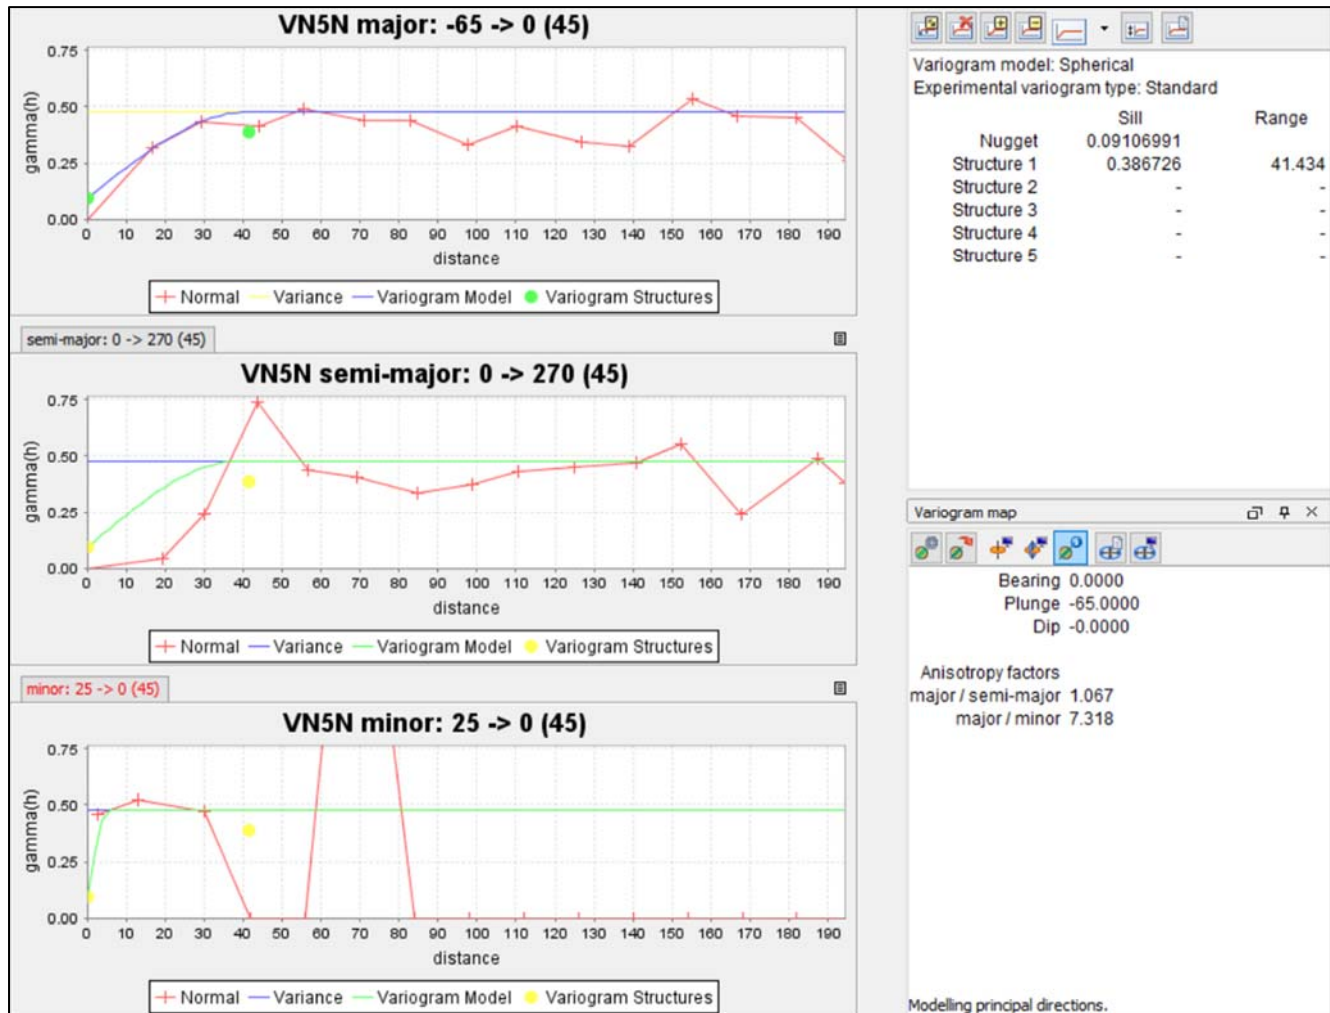 VN5N major: -65 -> 0 (45)
0.75
0.50
0.25
0.00
gamma(h)
0 10 20 30 40 50 60 70 80 90 100 110 120 130 140 150 160 170 180 190
distance
Normal Variance Variogram Model Variogram Structures
semi-major: 0 -> 270 (45)
VN5N semi-major: 0 -> 270 (45)
0.75
0.50
0.25
0.00
gamma(h)
0 10 20 30 40 50 60 70 80 90 100 110 120 130 140 150 160 170 180 190
distance
Normal Variance Variogram Model Variogram Structures
minor: 25 -> 0 (45)
VN5N minor: 25 -> 0 (45)
0.75
0.50
0.25
0.00
gamma(h)
0 10 20 30 40 50 60 70 80 90 100 110 120 130 140 150 160 170 180 190
distance
Normal Variance Variogram Model Variogram Structures
Variogram model: Spherical
Experimental variogram type: Standard
Sill Range
Nugget 0.09106991
Structure 1 0.386726 41.434
Structure 2 - -
Structure 3 - -
Structure 4 - -
Structure 5 - -
Variogram map
Bearing 0.0000
Plunge -65.0000
Dip -0.0000
Anisotropy factors
major / semi-major 1.067
major / minor 7.318
Modelling principal directions.